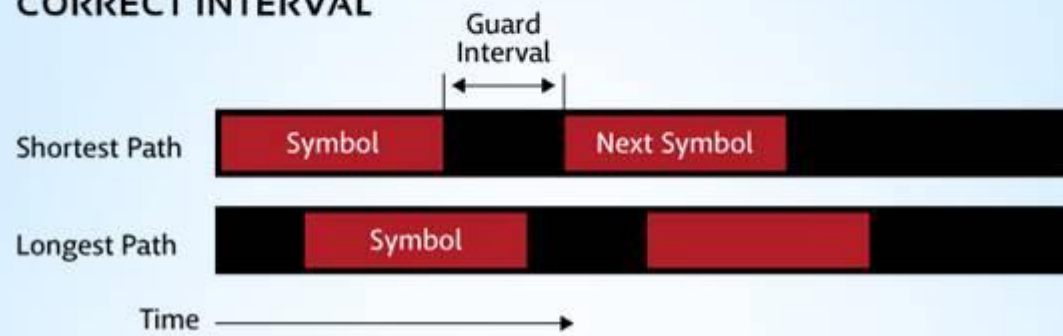 CORRECT INTERVAL
Guard
Interval
Shortest Path
Symbol
Next Symbol
Longest Path
Symbol
Time